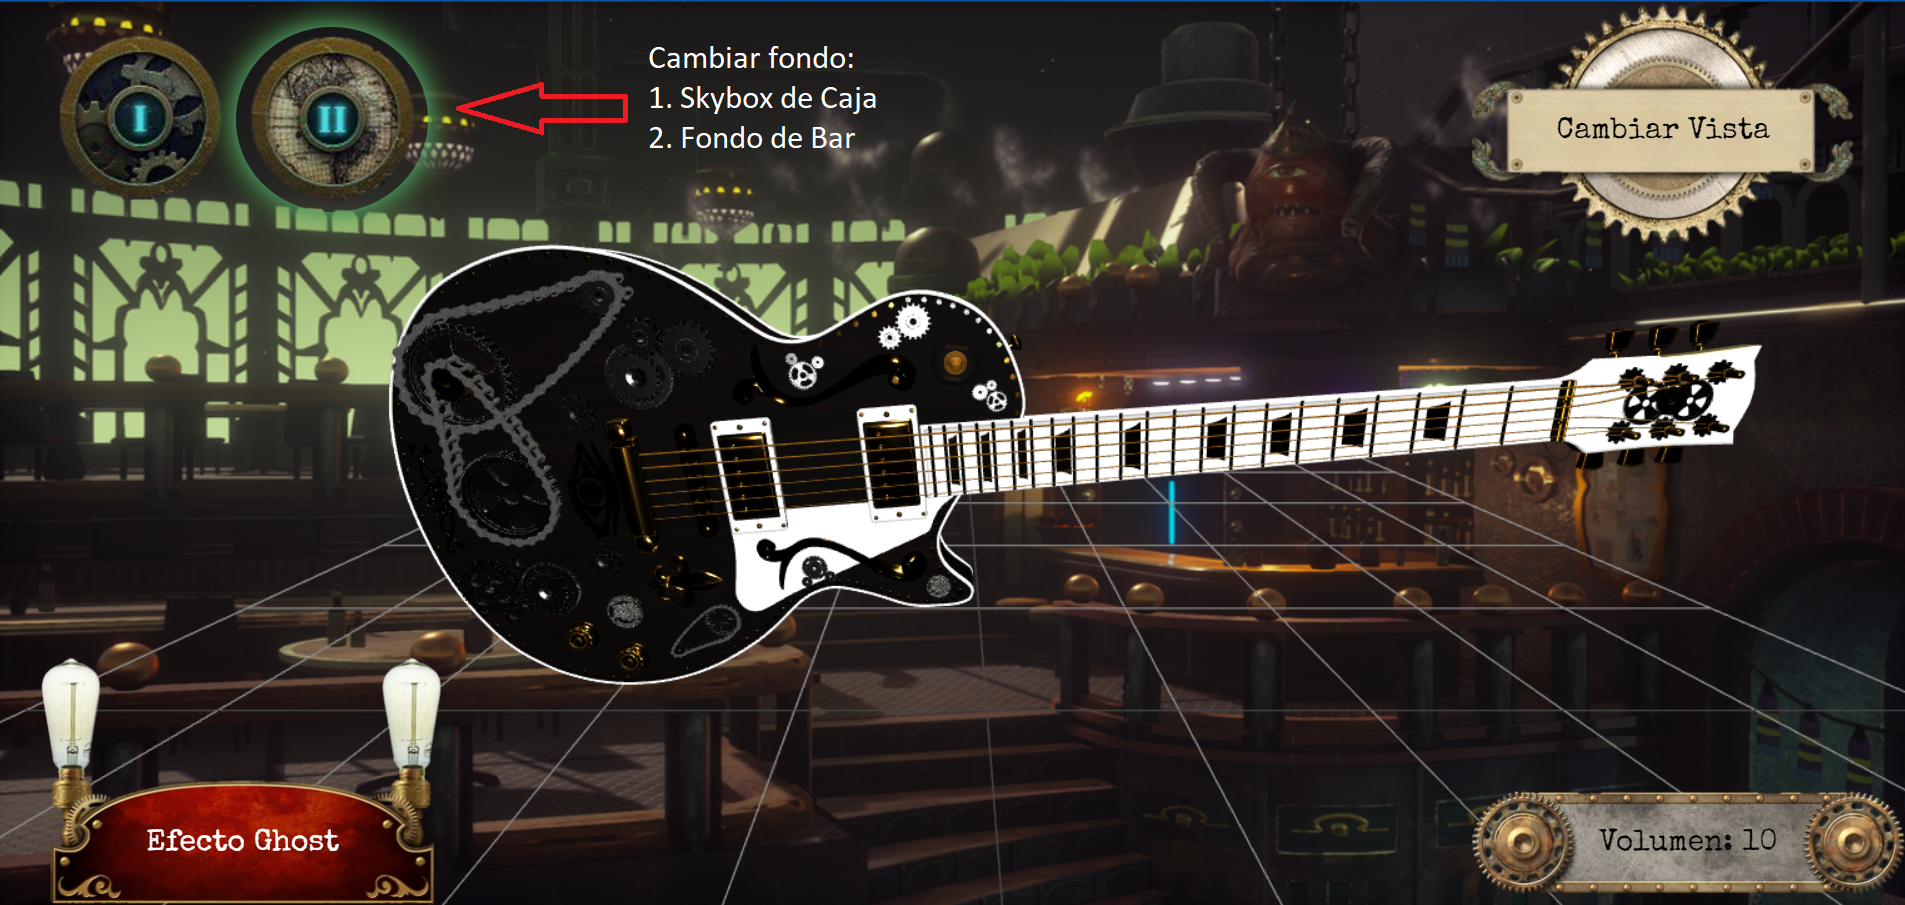 I
II
Cambiar fondo:
1. Skybox de Caja
2. Fondo de Bar
Cambiar Vista
Efecto Ghost
Volumen: 10